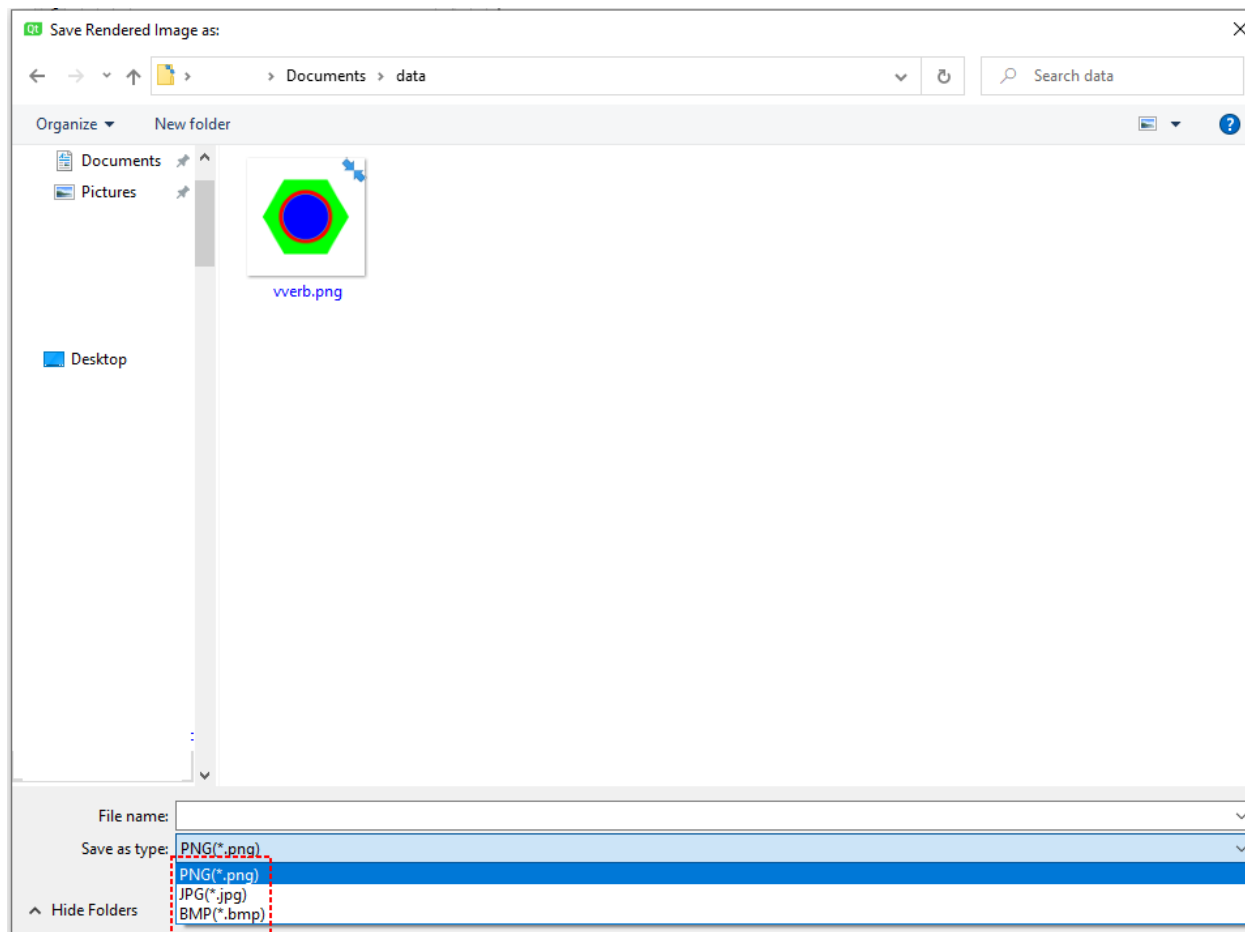 Qt Save Rendered Image as:
> > Documents > data
Search data
Organize New folder
?
Documents
Pictures
vverb.png
Desktop
File name:
Save as type: PNG(*.png)
PNG(*.png)
JPG(*.jpg)
BMP(*.bmp)
Hide Folders